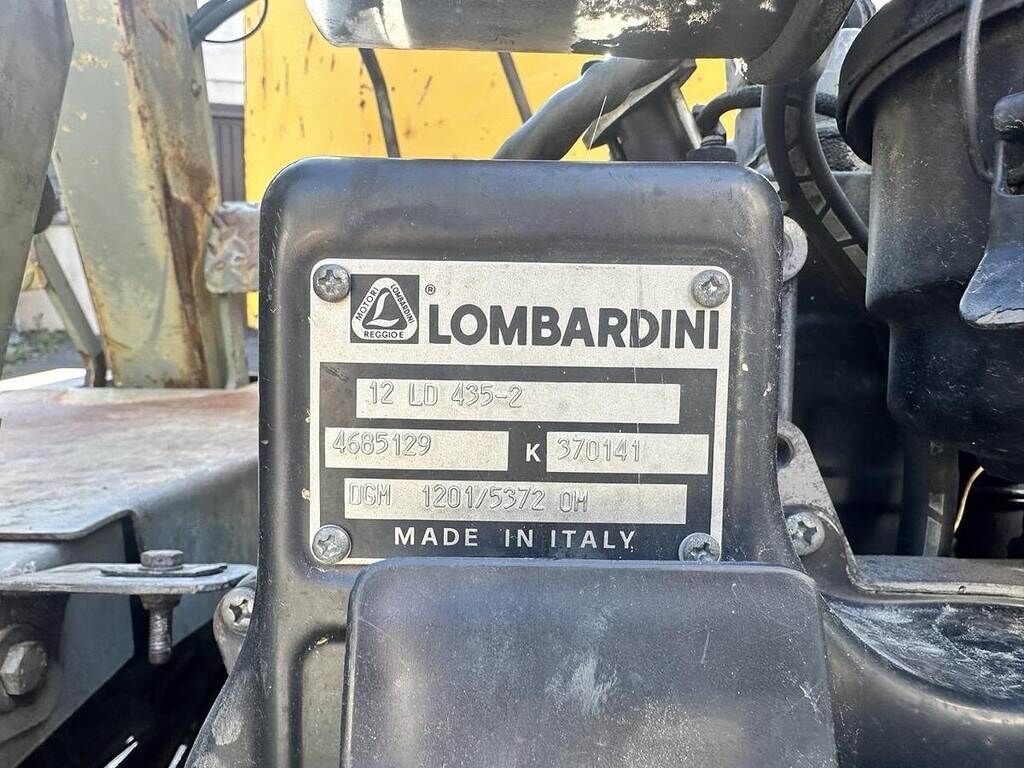 MOTORI LOMBARDINI
REGGIO E
® LOMBARDINI
12 LD 435-2
4685129 K 370141
DGM 1201/5372 OM
MADE IN ITALY